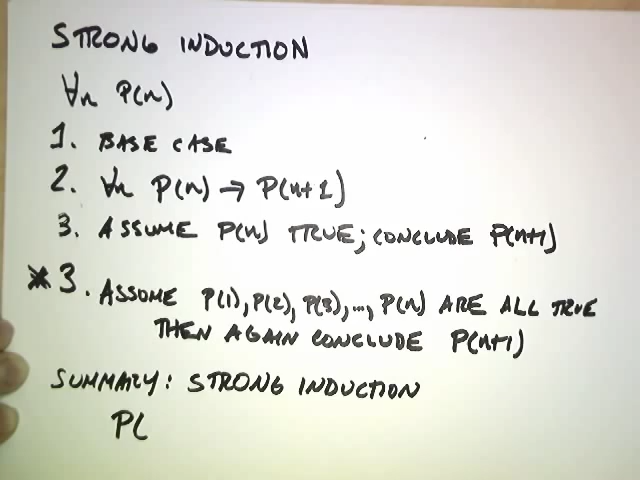 STRONG INDUCTION
∀n P(n)
1. BASE CASE
2. ∀n P(n) → P(n+1)
3. ASSUME P(n) TRUE; CONCLUDE P(n+1)
*3. ASSUME P(1), P(2), P(3), ..., P(n) ARE ALL TRUE
THEN AGAIN CONCLUDE P(n+1)
SUMMARY: STRONG INDUCTION
P(